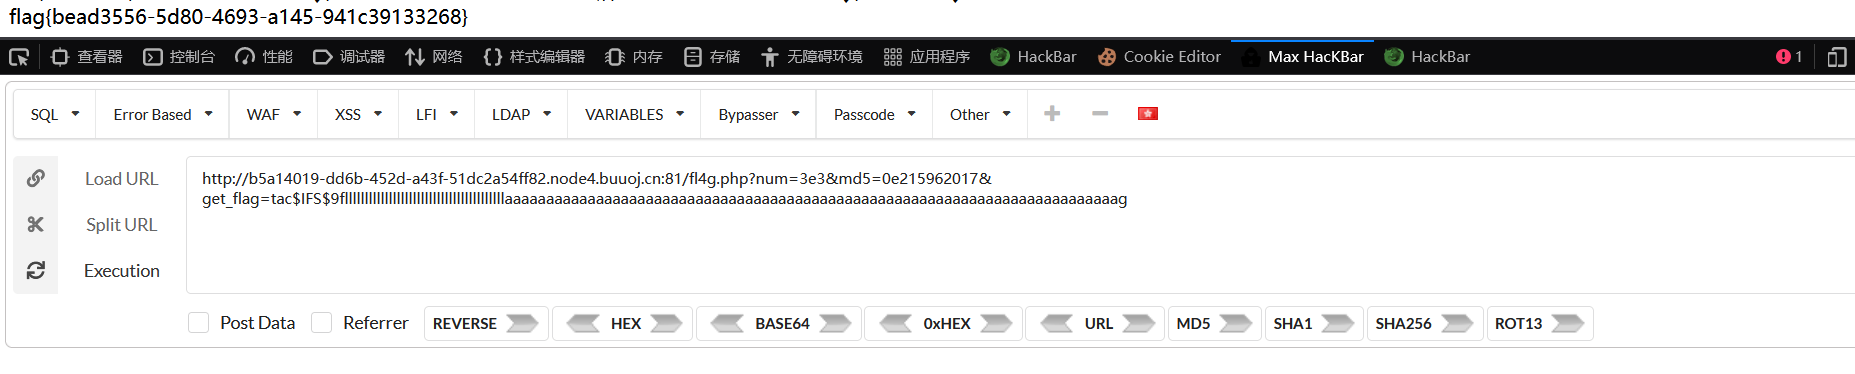 flag{bead3556-5d80-4693-a145-941c39133268}
查看器 控制台 性能 调试器 网络 样式编辑器 内存 存储 无障碍环境 应用程序 HackBar Cookie Editor Max HacKBar HackBar 1
SQL Error Based WAF XSS LFI LDAP VARIABLES Bypasser Passcode Other
Load URL
Split URL
Execution
http://b5a14019-dd6b-452d-a43f-51dc2a54ff82.node4.buuoj.cn:81/fl4g.php?num=3e3&md5=0e215962017&
Post Data Referrer REVERSE HEX BASE64 0xHEX URL MD5 SHA1 SHA256 ROT13